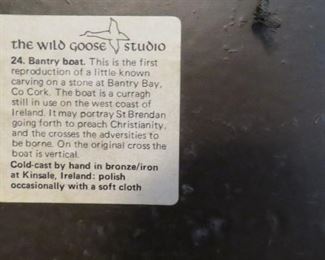 the wild goose studio
24. Bantry boat. This is the first
reproduction of a little known
carving on a stone at Bantry Bay,
Co Cork. The boat is a curragh
still in use on the west coast of
Ireland. It may portray St Brendan
going forth to preach Christianity,
and the crosses the adversities to
be borne. On the original cross the
boat is vertical.
Cold-cast by hand in bronze/iron
at Kinsale, Ireland: polish
occasionally with a soft cloth